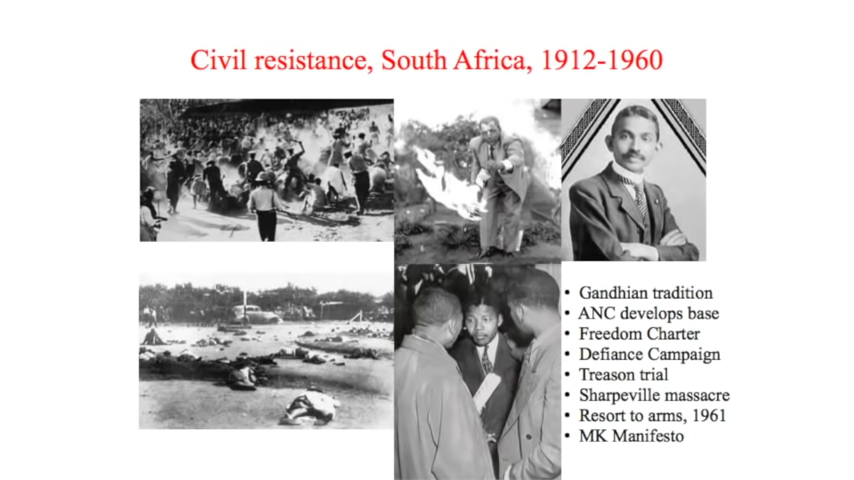 Civil resistance, South Africa, 1912-1960
• Gandhian tradition
• ANC develops base
• Freedom Charter
• Defiance Campaign
• Treason trial
• Sharpeville massacre
• Resort to arms, 1961
• MK Manifesto